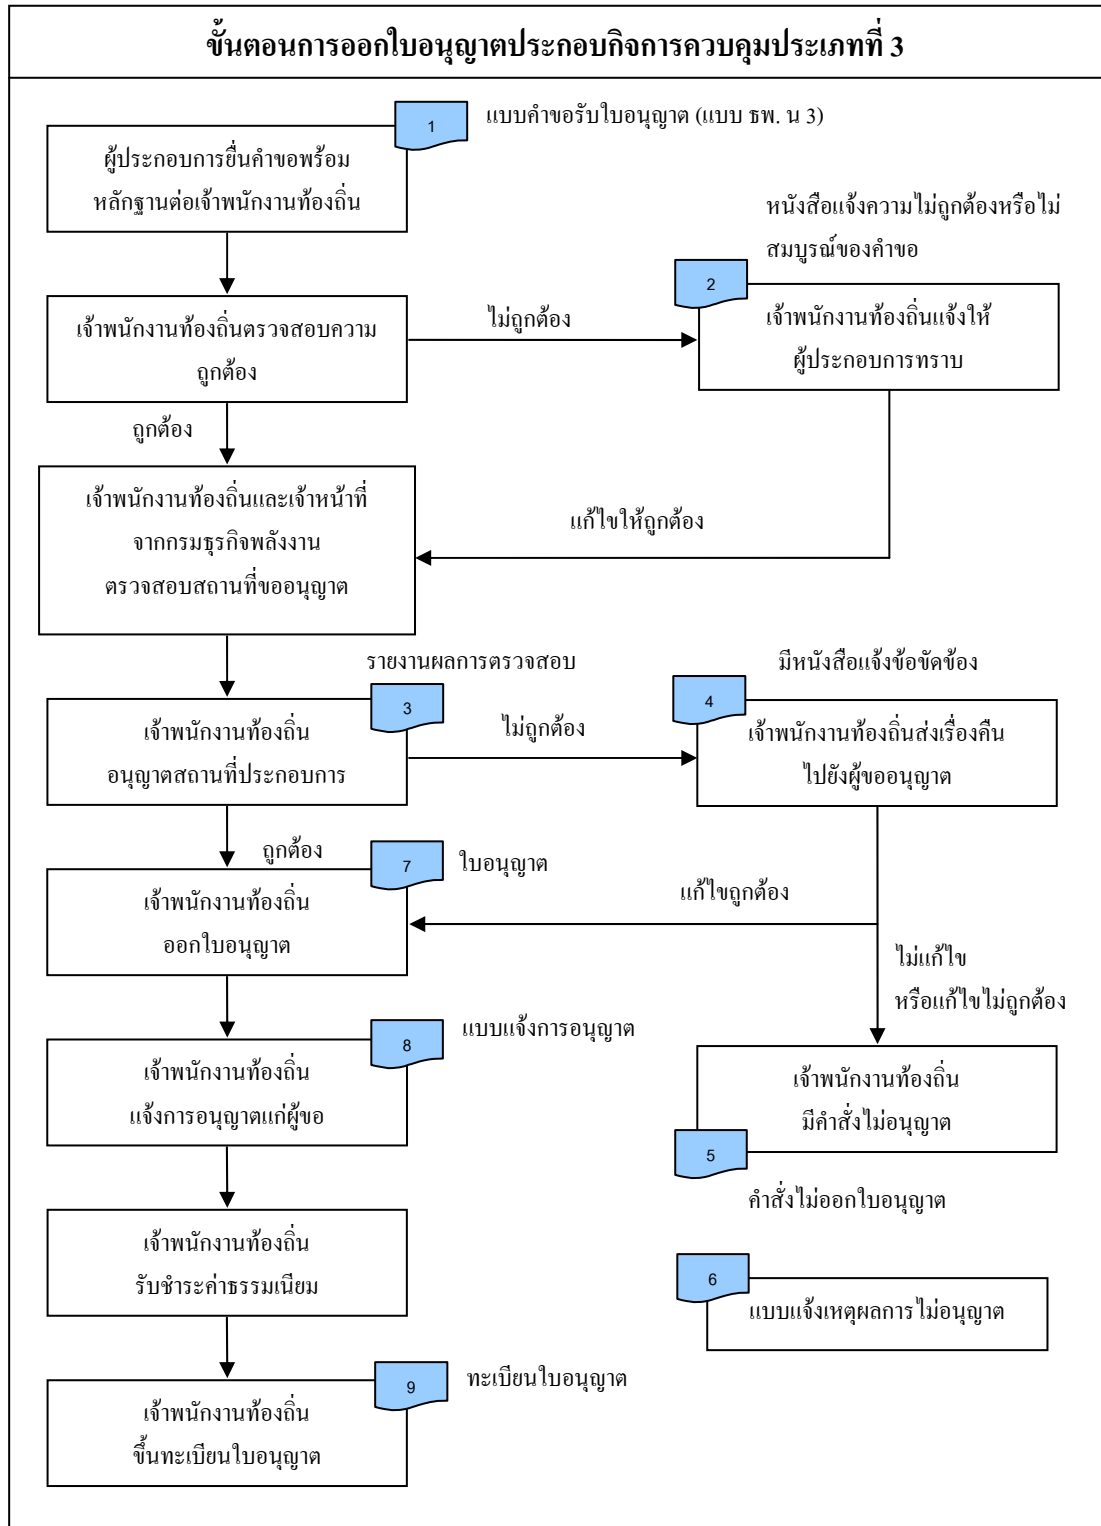 ขั้นตอนการออกใบอนุญาตประกอบกิจการควบคุมประเภทที่ 3
1
แบบคำขอรับใบอนุญาต (แบบ ธพ. น 3)
ผู้ประกอบการยื่นคำขอพร้อม
หลักฐานต่อเจ้าพนักงานท้องถิ่น
หนังสือแจ้งความไม่ถูกต้องหรือไม่
สมบูรณ์ของคำขอ
2
เจ้าพนักงานท้องถิ่นตรวจสอบความ
ถูกต้อง
ไม่ถูกต้อง
เจ้าพนักงานท้องถิ่นแจ้งให้
ผู้ประกอบการทราบ
ถูกต้อง
เจ้าพนักงานท้องถิ่นและเจ้าหน้าที่
จากกรมธุรกิจพลังงาน
ตรวจสอบสถานที่ขออนุญาต
แก้ไขให้ถูกต้อง
รายงานผลการตรวจสอบ
3
เจ้าพนักงานท้องถิ่น
อนุญาตสถานที่ประกอบการ
ไม่ถูกต้อง
มีหนังสือแจ้งข้อขัดข้อง
4
เจ้าพนักงานท้องถิ่นส่งเรื่องคืน
ไปยังผู้ขออนุญาต
ถูกต้อง
7
ใบอนุญาต
เจ้าพนักงานท้องถิ่น
ออกใบอนุญาต
แก้ไขถูกต้อง
ไม่แก้ไข
หรือแก้ไขไม่ถูกต้อง
8
แบบแจ้งการอนุญาต
เจ้าพนักงานท้องถิ่น
แจ้งการอนุญาตแก่ผู้ขอ
เจ้าพนักงานท้องถิ่น
มีคำสั่งไม่อนุญาต
5
คำสั่งไม่ออกใบอนุญาต
เจ้าพนักงานท้องถิ่น
รับชำระค่าธรรมเนียม
6
แบบแจ้งเหตุผลการไม่อนุญาต
9
ทะเบียนใบอนุญาต
เจ้าพนักงานท้องถิ่น
ขึ้นทะเบียนใบอนุญาต